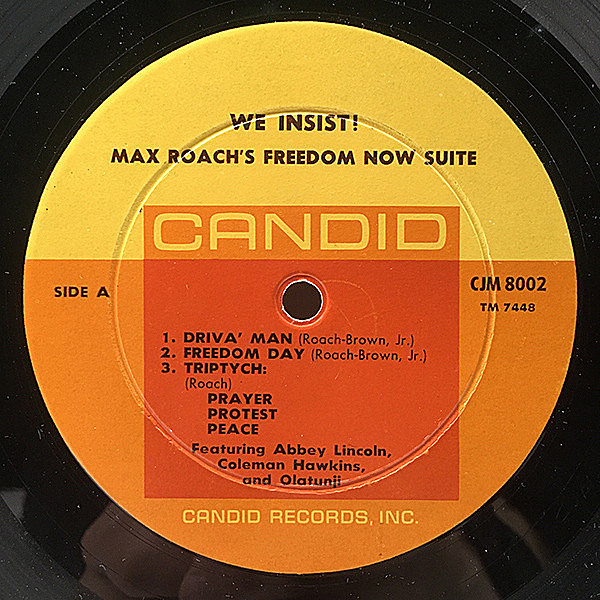 WE INSIST!
MAX ROACH'S FREEDOM NOW SUITE
CANDID
SIDE A
CJM 8002
TM 7448
1. DRIVA' MAN (Roach-Brown, Jr.)
2. FREEDOM DAY (Roach-Brown, Jr.)
3. TRIPTYCH:
(Roach)
PRAYER
PROTEST
PEACE
Featuring Abbey Lincoln,
Coleman Hawkins,
and Olatunji
CANDID RECORDS, INC.